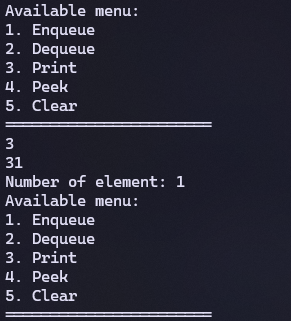 Available menu:
1. Enqueue
2. Dequeue
3. Print
4. Peek
5. Clear
=======================
3
31
Number of element: 1
Available menu:
1. Enqueue
2. Dequeue
3. Print
4. Peek
5. Clear
=======================